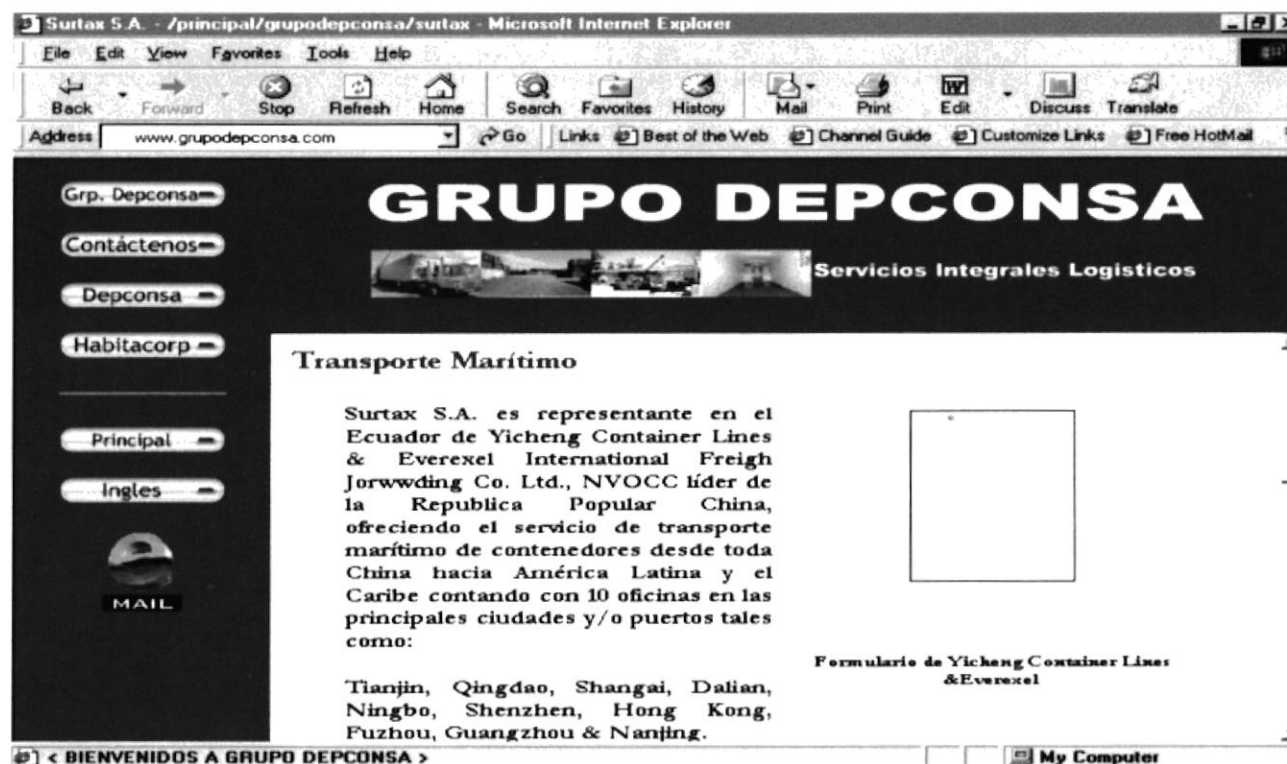 Surtax S.A. - /principal/grupodepconsa/surtax - Microsoft Internet Explorer
File Edit View Favorites Tools Help
Back Forward Stop Refresh Home Search Favorites History Mail Print Edit Discuss Translate
Address www.grupodepconsa.com Go Links Best of the Web Channel Guide Customize Links Free HotMail
Grp. Depconsa
Contáctenos
Depconsa
Habitacorp
Principal
Ingles
MAIL
GRUPO DEPCONSA
Servicios Integrales Logisticos
Transporte Marítimo
Surtax S.A. es representante en el
Ecuador de Yicheng Container Lines
& Everexel International Freigh
Jorwwding Co. Ltd., NVOCC líder de
la Republica Popular China,
ofreciendo el servicio de transporte
marítimo de contenedores desde toda
China hacia América Latina y el
Caribe contando con 10 oficinas en las
principales ciudades y/o puertos tales
como:
Tianjin, Qingdao, Shangai, Dalian,
Ningbo, Shenzhen, Hong Kong,
Fuzhou, Guangzhou & Nanjing.
Formulario de Yicheng Container Lines
&Everexel
< BIENVENIDOS A GRUPO DEPCONSA >
My Computer